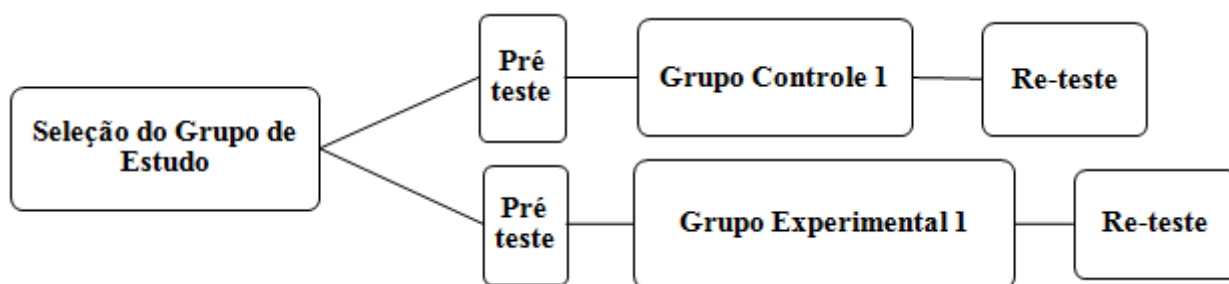 Pré
teste
Grupo Controle 1
Re-teste
Seleção do Grupo de
Estudo
Pré
teste
Grupo Experimental 1
Re-teste